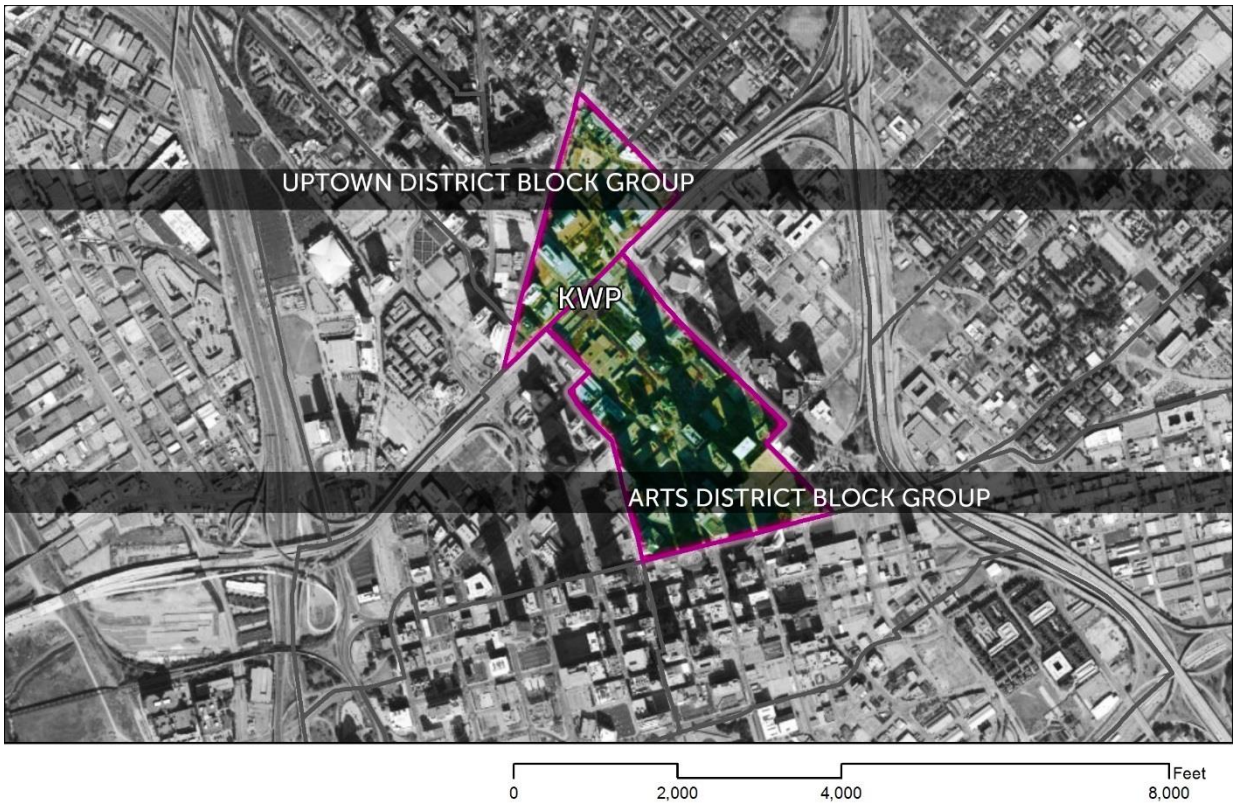 UPTOWN DISTRICT BLOCK GROUP
KWP
ARTS DISTRICT BLOCK GROUP
Feet
0 2,000 4,000 8,000